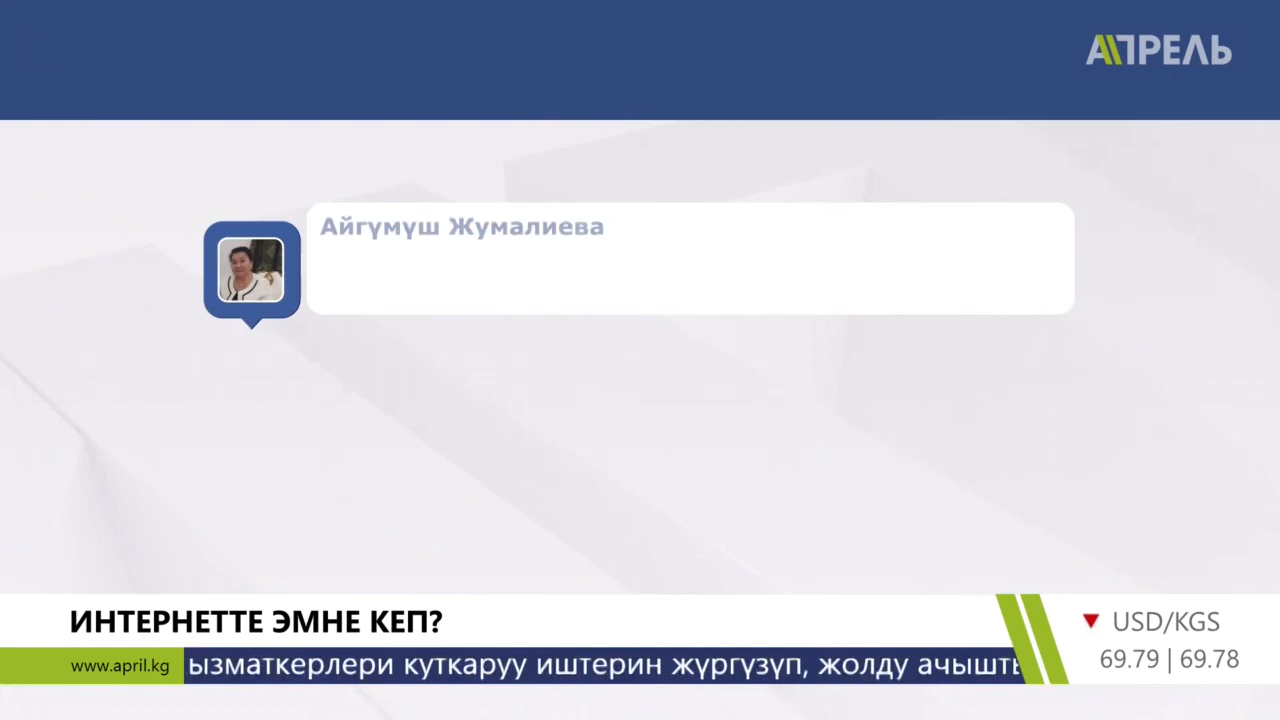 АПРЕЛЬ
Айгүмүш Жумалиева
ИНТЕРНЕТТЕ ЭМНЕ КЕП?
USD/KGS
www.april.kg
ызматкерлери куткаруу иштерин жүргүзүп, жолду ачышть
69.79 | 69.78